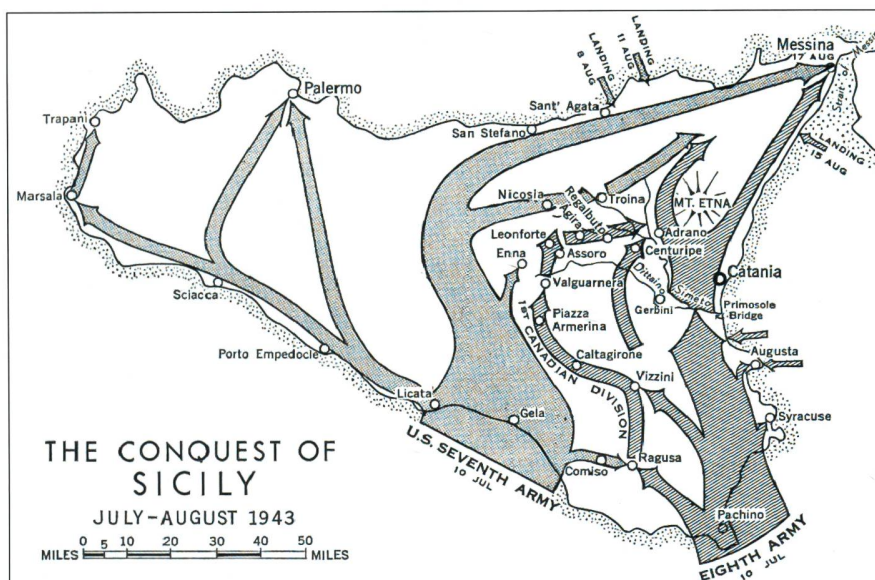 Messina
17 AUG
Strait of Messi
LANDING
8 AUG
LANDING
11 AUG
Palermo
Trapani
Sant' Agata
San Stefano
LANDING
15 AUG
Marsala
Nicosia
Regalbuto
Agira
Troina
MT. ETNA
Leonforte
Adrano
Enna
Assoro
Centuripe
Catania
Sciacca
Valguarnera
Dittaino
Simeto
Gerbini
Primosole
Bridge
Piazza
Armerina
1ST CANADIAN DIVISION
Porto Empedocle
Caltagirone
Augusta
Vizzini
Licata
Gela
Syracuse
U.S. SEVENTH ARMY
10 JUL
Comiso
Ragusa
Pachino
EIGHTH ARMY
10 JUL
THE CONQUEST OF
SICILY
JULY–AUGUST 1943
MILES 0 5 10 20 30 40 50 MILES